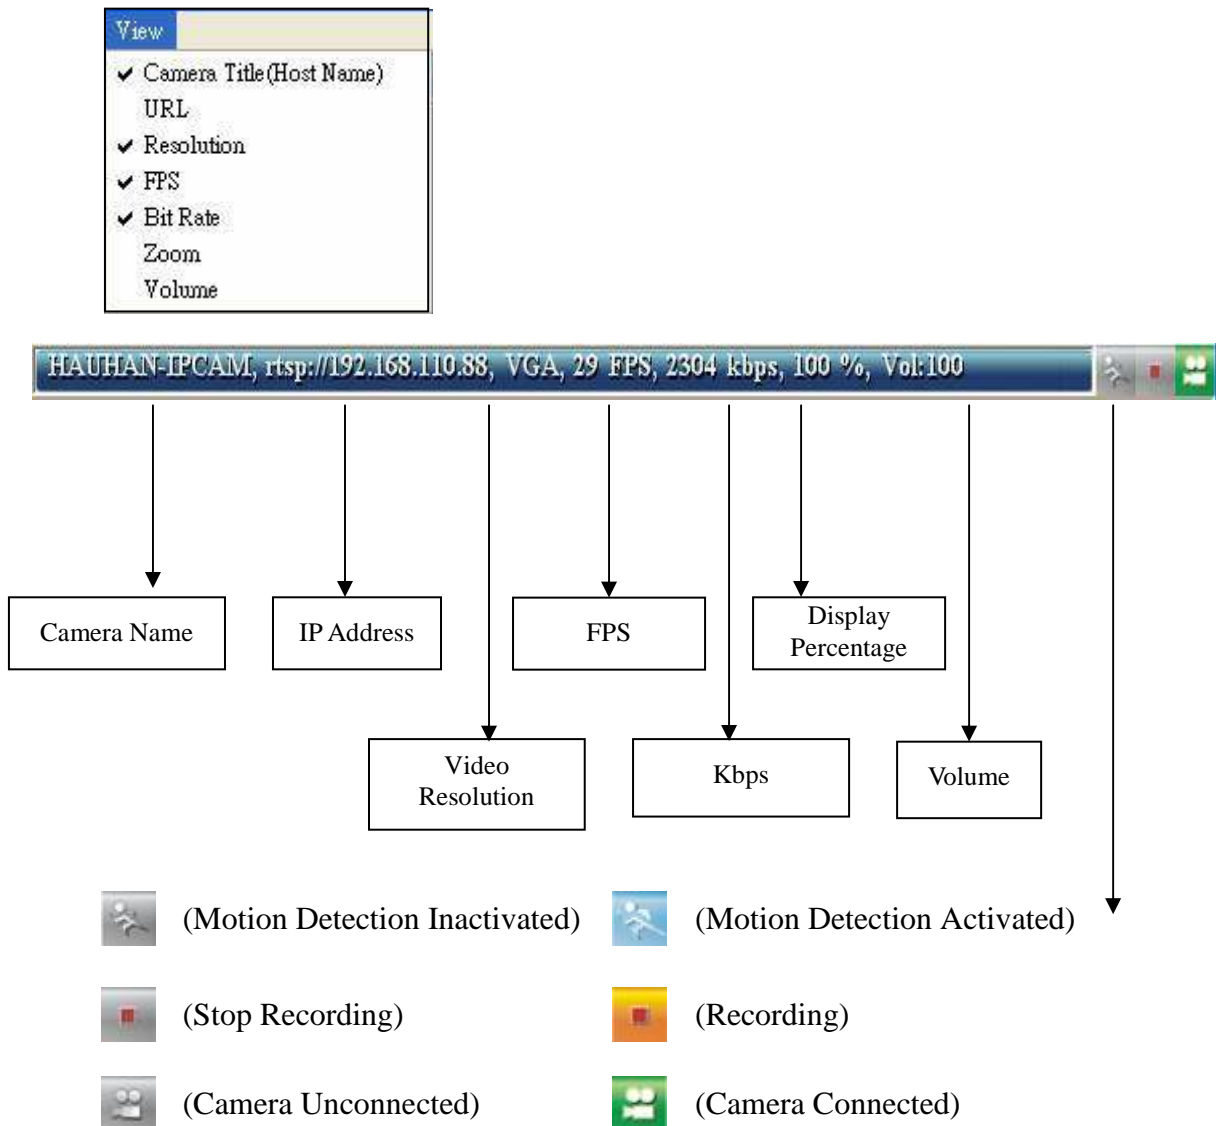 View
Camera Title(Host Name)
URL
Resolution
FPS
Bit Rate
Zoom
Volume
HAUHAN-IPCAM, rtsp://192.168.110.88, VGA, 29 FPS, 2304 kbps, 100 %, Vol:100
Camera Name
IP Address
FPS
Display
Percentage
Video
Resolution
Kbps
Volume
(Motion Detection Inactivated)
(Motion Detection Activated)
(Stop Recording)
(Recording)
(Camera Unconnected)
(Camera Connected)